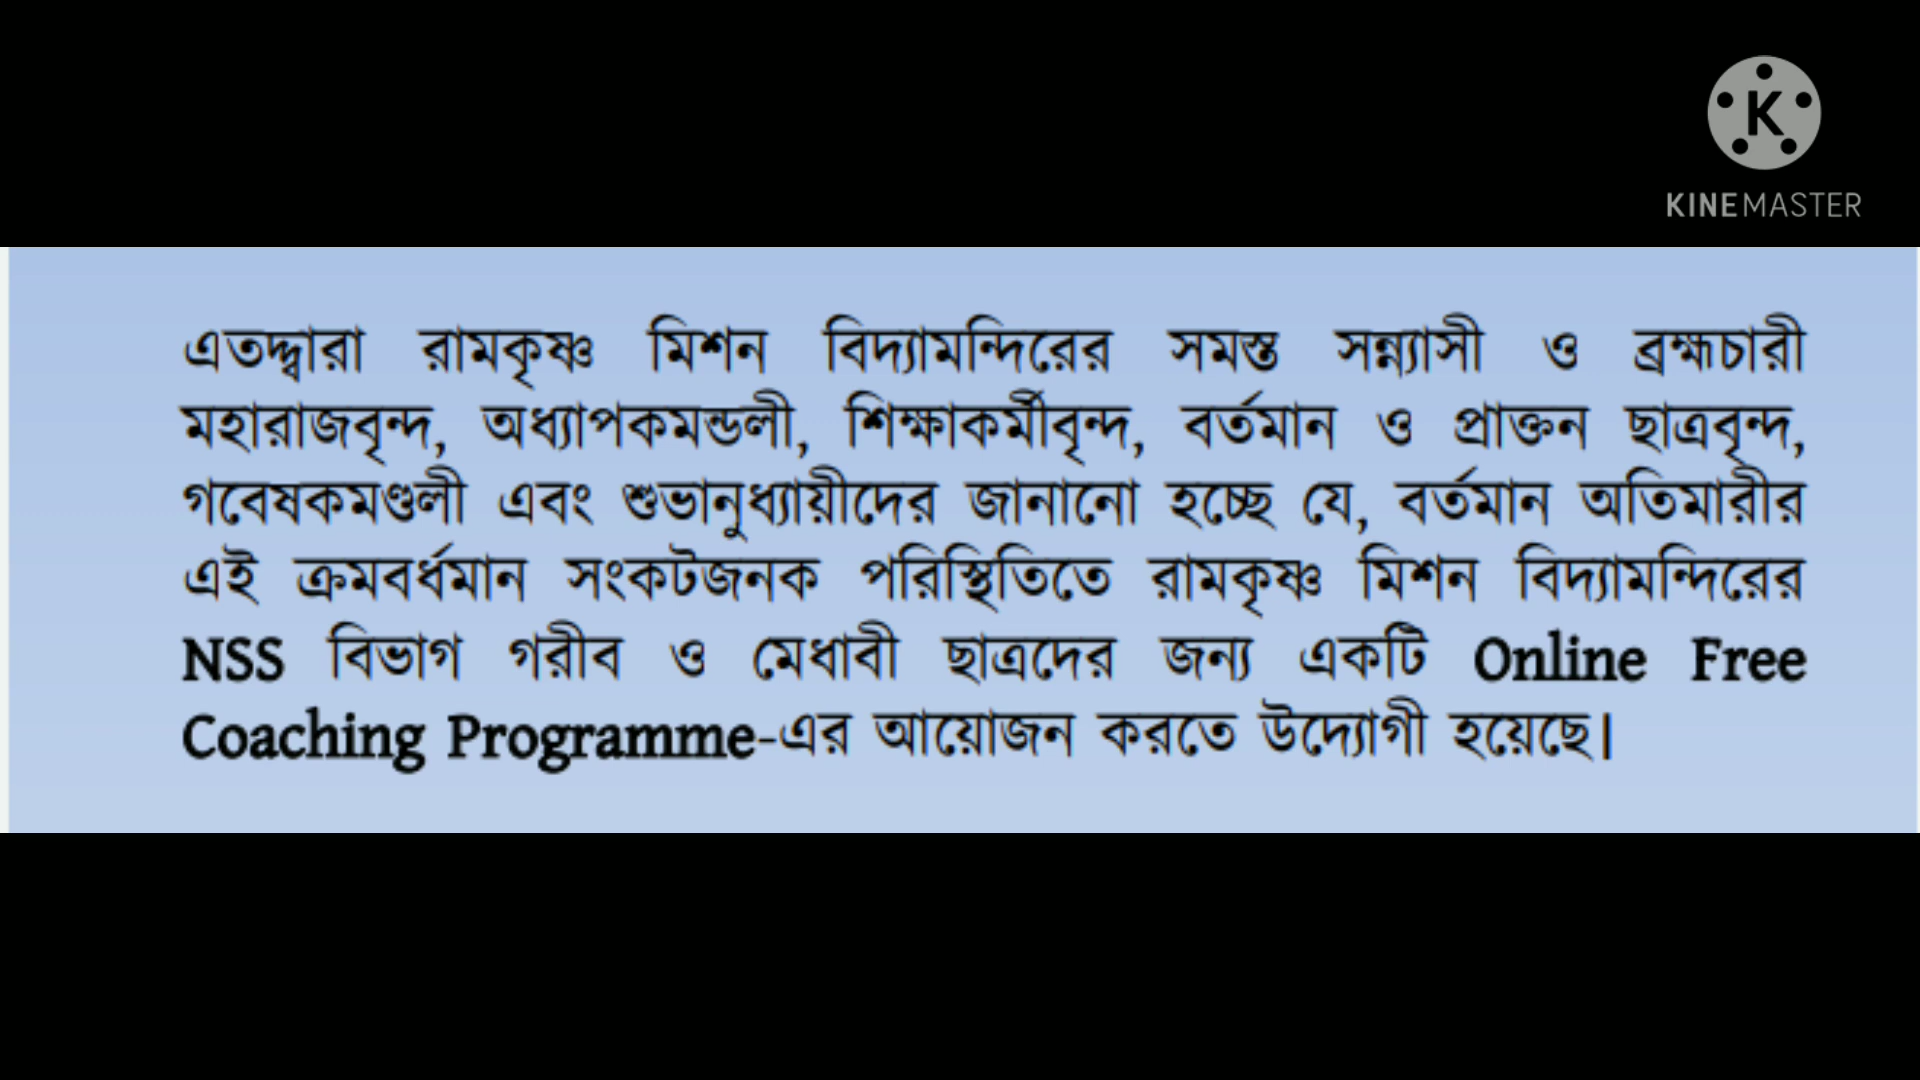 KINEMASTER
এতদ্দ্বারা রামকৃষ্ণ মিশন বিদ্যামন্দিরের সমস্ত সন্ন্যাসী ও ব্রহ্মচারী
মহারাজবৃন্দ, অধ্যাপকমন্ডলী, শিক্ষাকর্মীবৃন্দ, বর্তমান ও প্রাক্তন ছাত্রবৃন্দ,
গবেষকমণ্ডলী এবং শুভানুধ্যায়ীদের জানানো হচ্ছে যে, বর্তমান অতিমারীর
এই ক্রমবর্ধমান সংকটজনক পরিস্থিতিতে রামকৃষ্ণ মিশন বিদ্যামন্দিরের
NSS বিভাগ গরীব ও মেধাবী ছাত্রদের জন্য একটি Online Free
Coaching Programme-এর আয়োজন করতে উদ্যোগী হয়েছে।